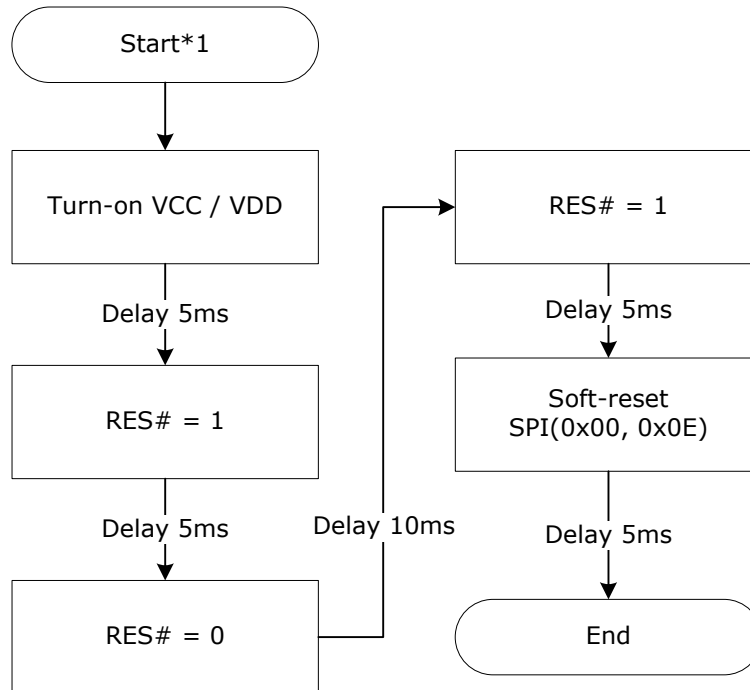 Start*1
Turn-on VCC / VDD
Delay 5ms
RES# = 1
Delay 5ms
RES# = 0
Delay 10ms
RES# = 1
Delay 5ms
Soft-reset
SPI(0x00, 0x0E)
Delay 5ms
End